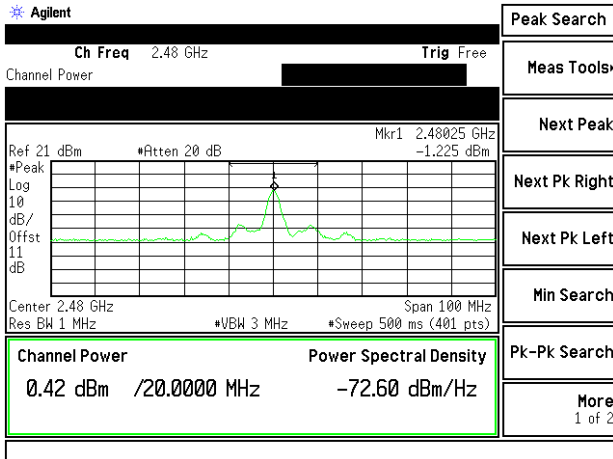 Agilent
Ch Freq 2.48 GHz Trig Free
Channel Power
Mkr1 2.48025 GHz
Ref 21 dBm #Atten 20 dB -1.225 dBm
#Peak
Log
10
dB/
Offst
11
dB
1
Center 2.48 GHz Span 100 MHz
Res BW 1 MHz #VBW 3 MHz #Sweep 500 ms (401 pts)
Channel Power Power Spectral Density
0.42 dBm /20.0000 MHz -72.60 dBm/Hz
Peak Search
Meas Tools
Next Peak
Next Pk Right
Next Pk Left
Min Search
Pk-Pk Search
More
1 of 2